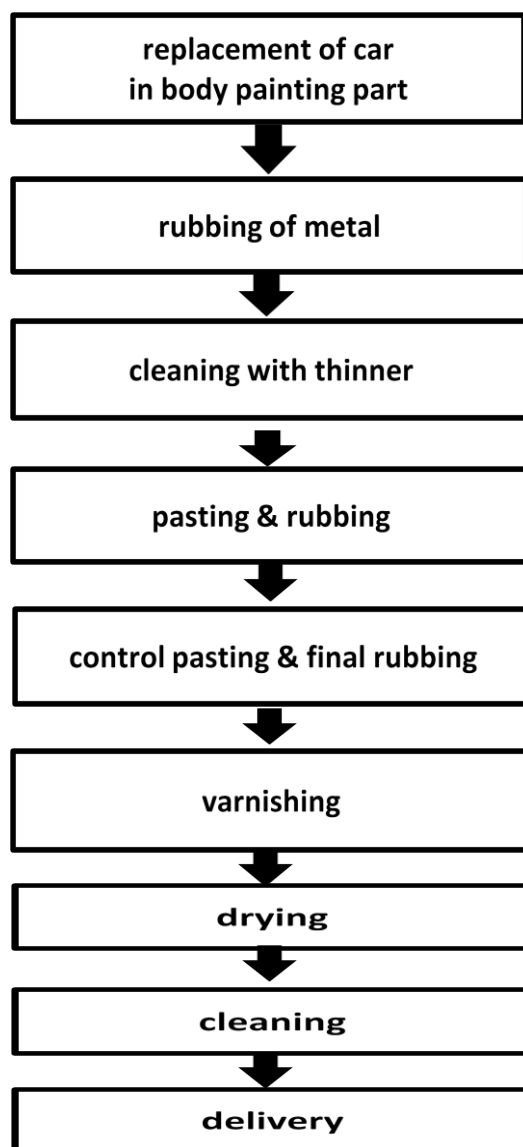 replacement of car
in body painting part
rubbing of metal
cleaning with thinner
pasting & rubbing
control pasting & final rubbing
varnishing
drying
cleaning
delivery